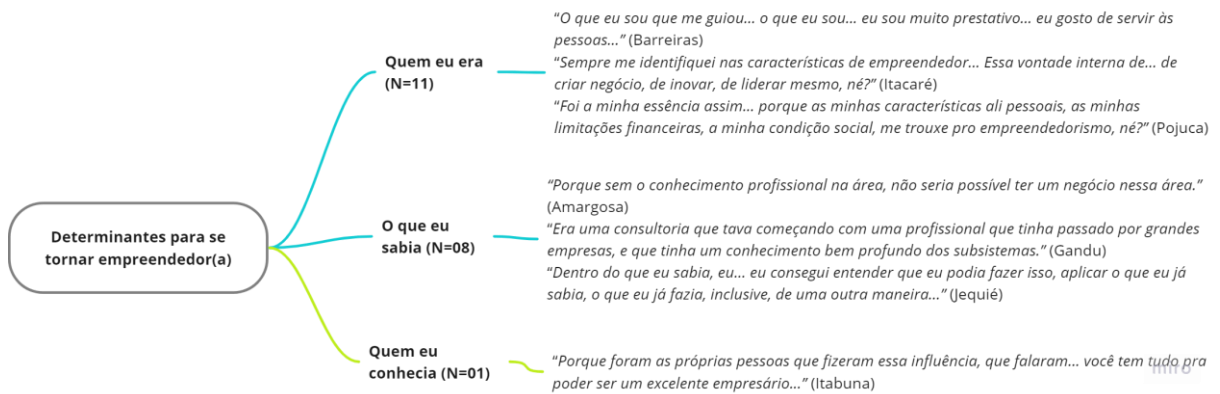 Determinantes para se
tornar empreendedor(a)
Quem eu era
(N=11)
“O que eu sou que me guiou... o que eu sou... eu sou muito prestativo... eu gosto de servir às
pessoas...” (Barreiras)
“Sempre me identifiquei nas características de empreendedor... Essa vontade interna de... de
criar negócio, de inovar, de liderar mesmo, né?” (Itacaré)
“Foi a minha essência assim... porque as minhas características ali pessoais, as minhas
limitações financeiras, a minha condição social, me trouxe pro empreendedorismo, né?” (Pojuca)
O que eu
sabia (N=08)
“Porque sem o conhecimento profissional na área, não seria possível ter um negócio nessa área.”
(Amargosa)
“Era uma consultoria que tava começando com um profissional que tinha passado por grandes
empresas, e que tinha um conhecimento bem profundo dos subsistemas.” (Gandu)
“Dentro do que eu sabia, eu... eu consegui entender que eu podia fazer isso, aplicar o que eu já
sabia, o que eu já fazia, inclusive, de uma outra maneira...” (Jequié)
Quem eu
conhecia (N=01)
“Porque foram as próprias pessoas que fizeram essa influência, que falaram... você tem tudo pra
poder ser um excelente empresário...” (Itabuna)
miro